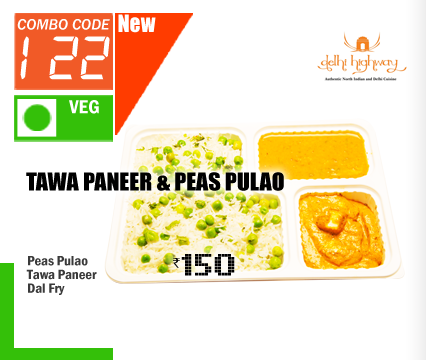 COMBO CODE
122
New
VEG
delhi highway
Authentic North Indian and Delhi Cuisine
TAWA PANEER & PEAS PULAO
₹150
Peas Pulao
Tawa Paneer
Dal Fry